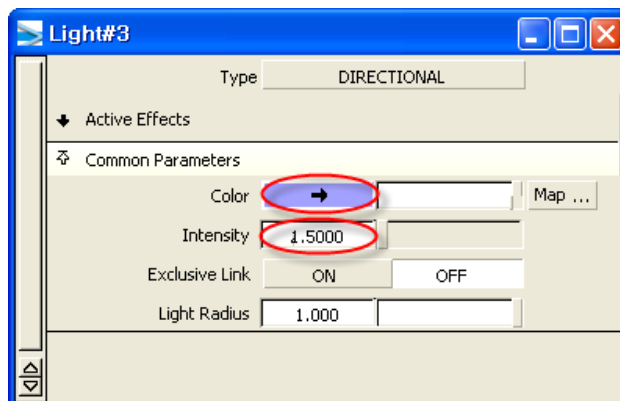 Light#3
Type DIRECTIONAL
Active Effects
Common Parameters
Color Map ...
Intensity 1.5000
Exclusive Link ON OFF
Light Radius 1.000